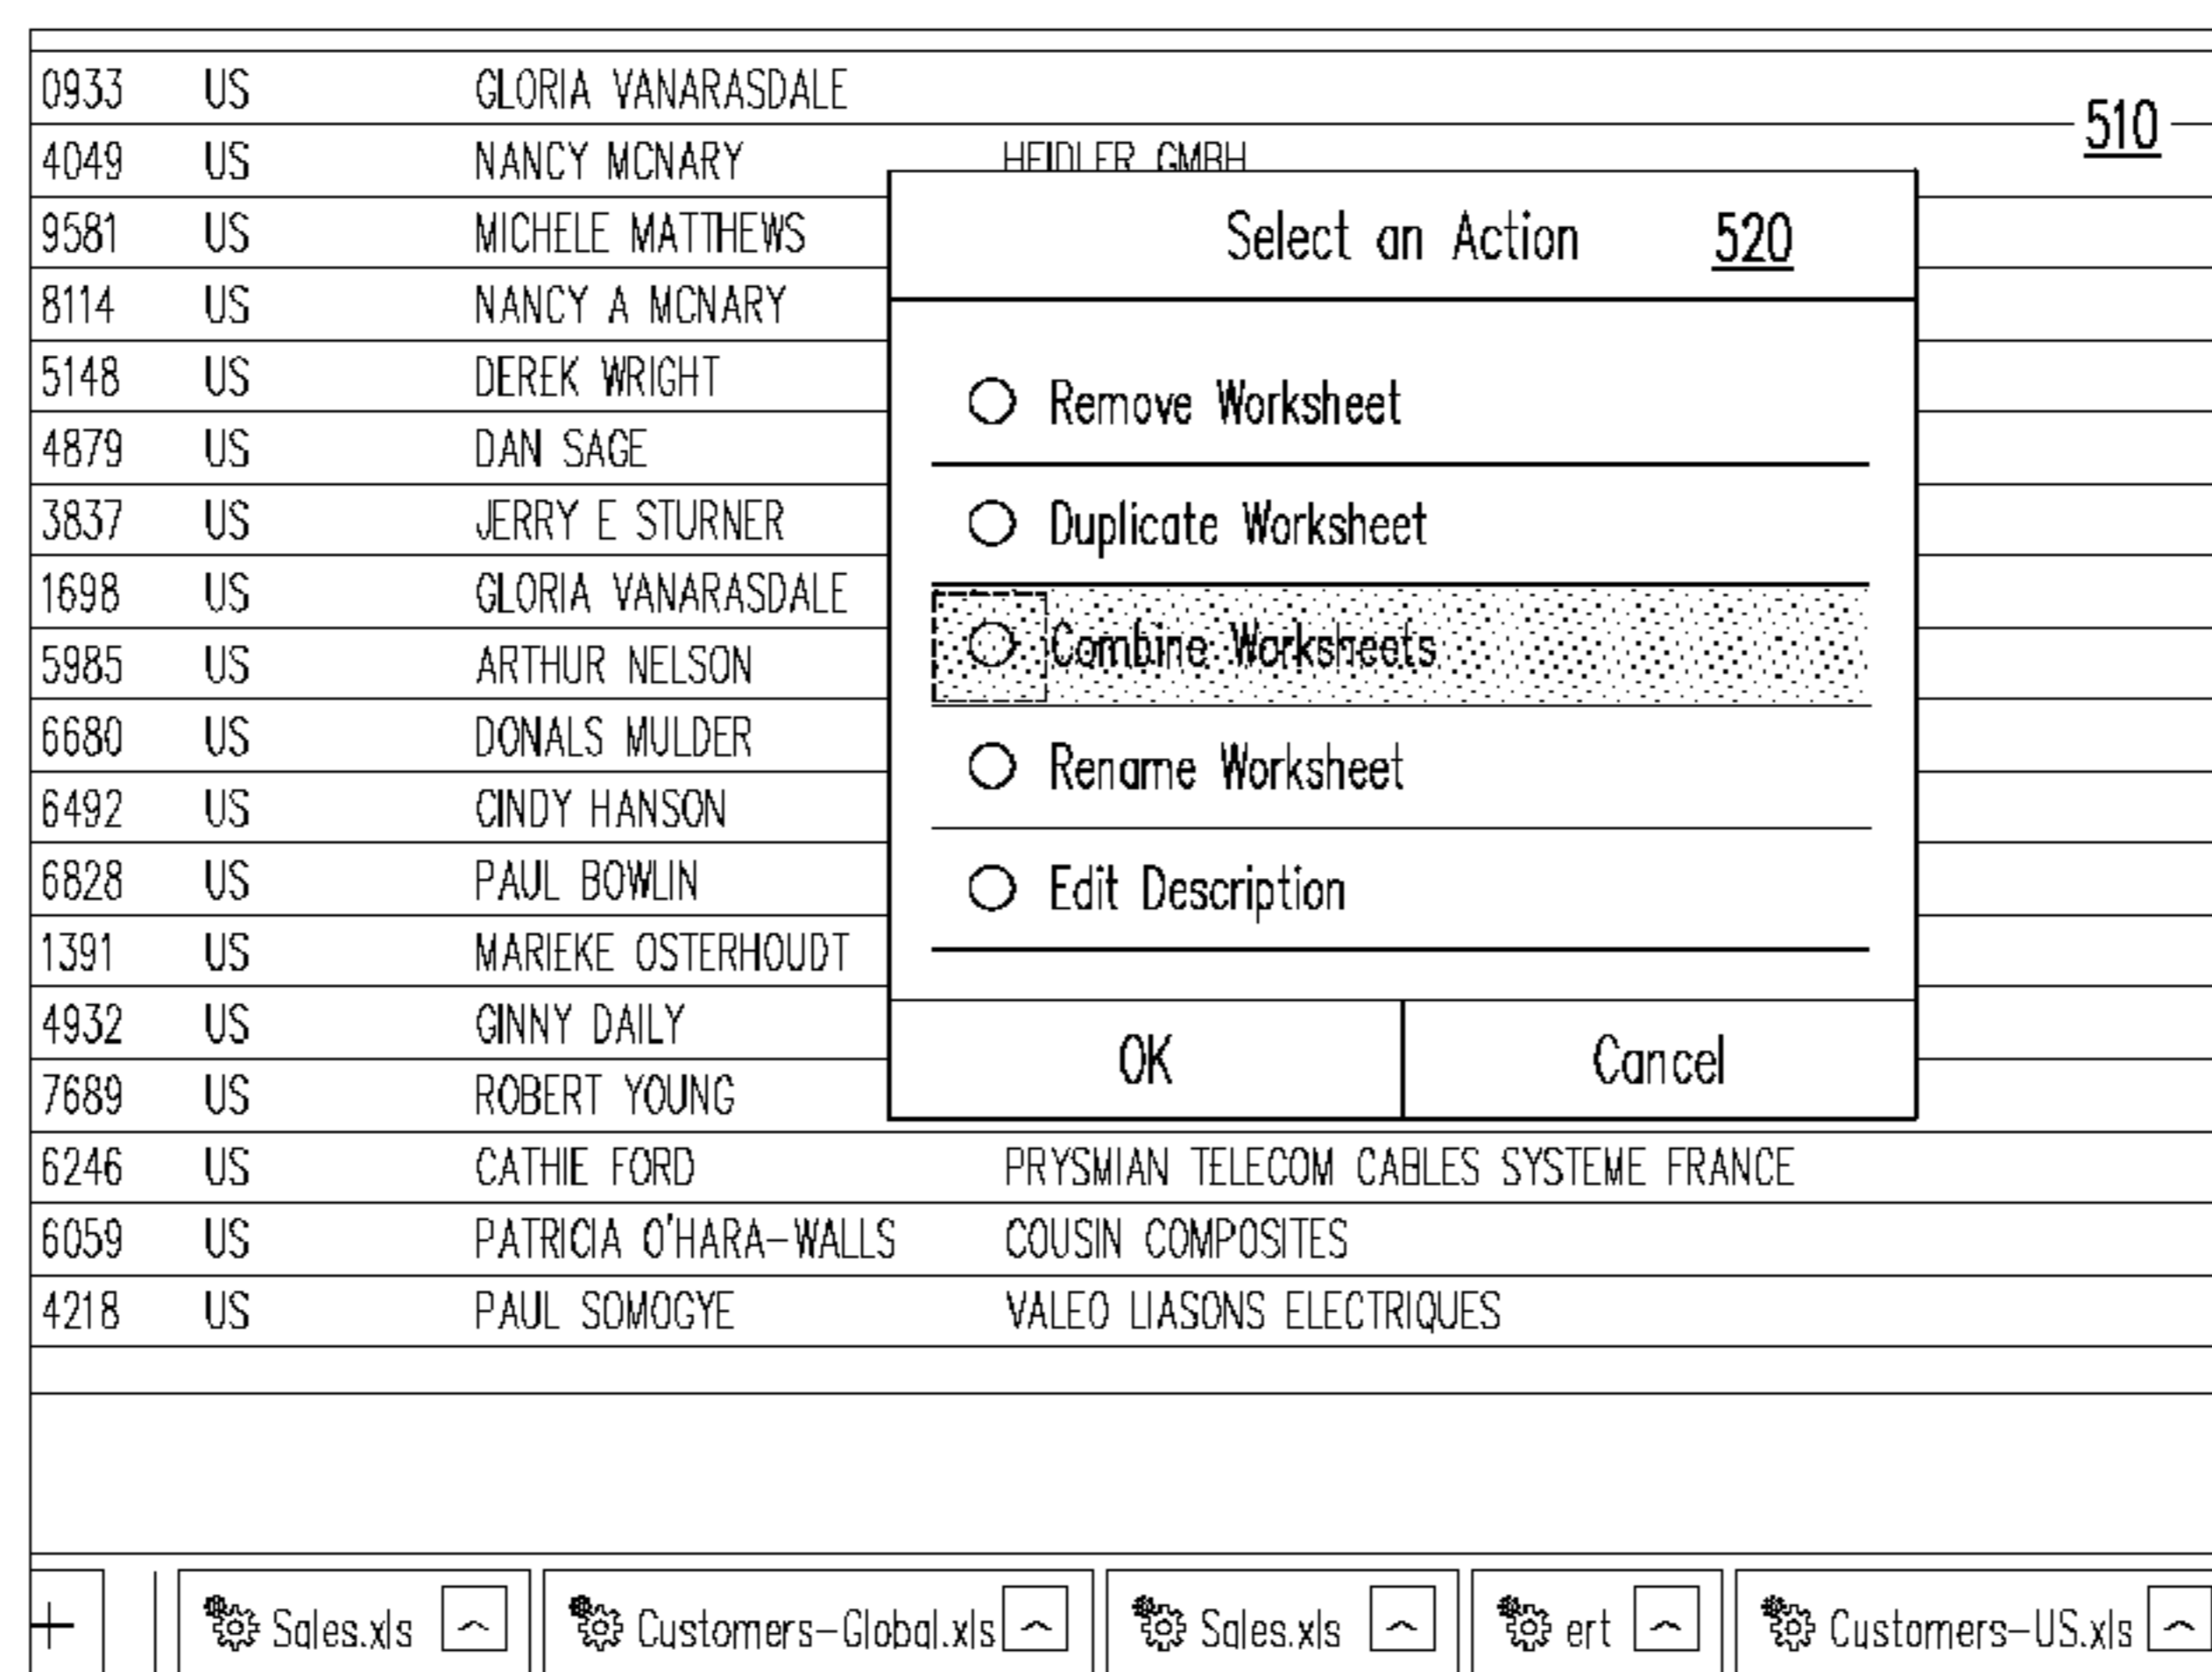 0933 US GLORIA VANARASDALE
510
4049 US NANCY MCNARY HEIDLER GMBH
9581 US MICHELE MATTHEWS
8114 US NANCY A MCNARY
5148 US DEREK WRIGHT
4879 US DAN SAGE
3837 US JERRY E STURNER
1698 US GLORIA VANARASDALE
5985 US ARTHUR NELSON
6680 US DONALS MULDER
6492 US CINDY HANSON
6828 US PAUL BOWLIN
1391 US MARIEKE OSTERHOUDT
4932 US GINNY DAILY
7689 US ROBERT YOUNG
6246 US CATHIE FORD PRYSMIAN TELECOM CABLES SYSTEME FRANCE
6059 US PATRICIA O'HARA-WALLS COUSIN COMPOSITES
4218 US PAUL SOMOGYE VALEO LIASONS ELECTRIQUES
Select an Action 520
Remove Worksheet
Duplicate Worksheet
Combine Worksheets
Rename Worksheet
Edit Description
OK Cancel
+ Sales.xls Customers-Global.xls Sales.xls ert Customers-US.xls